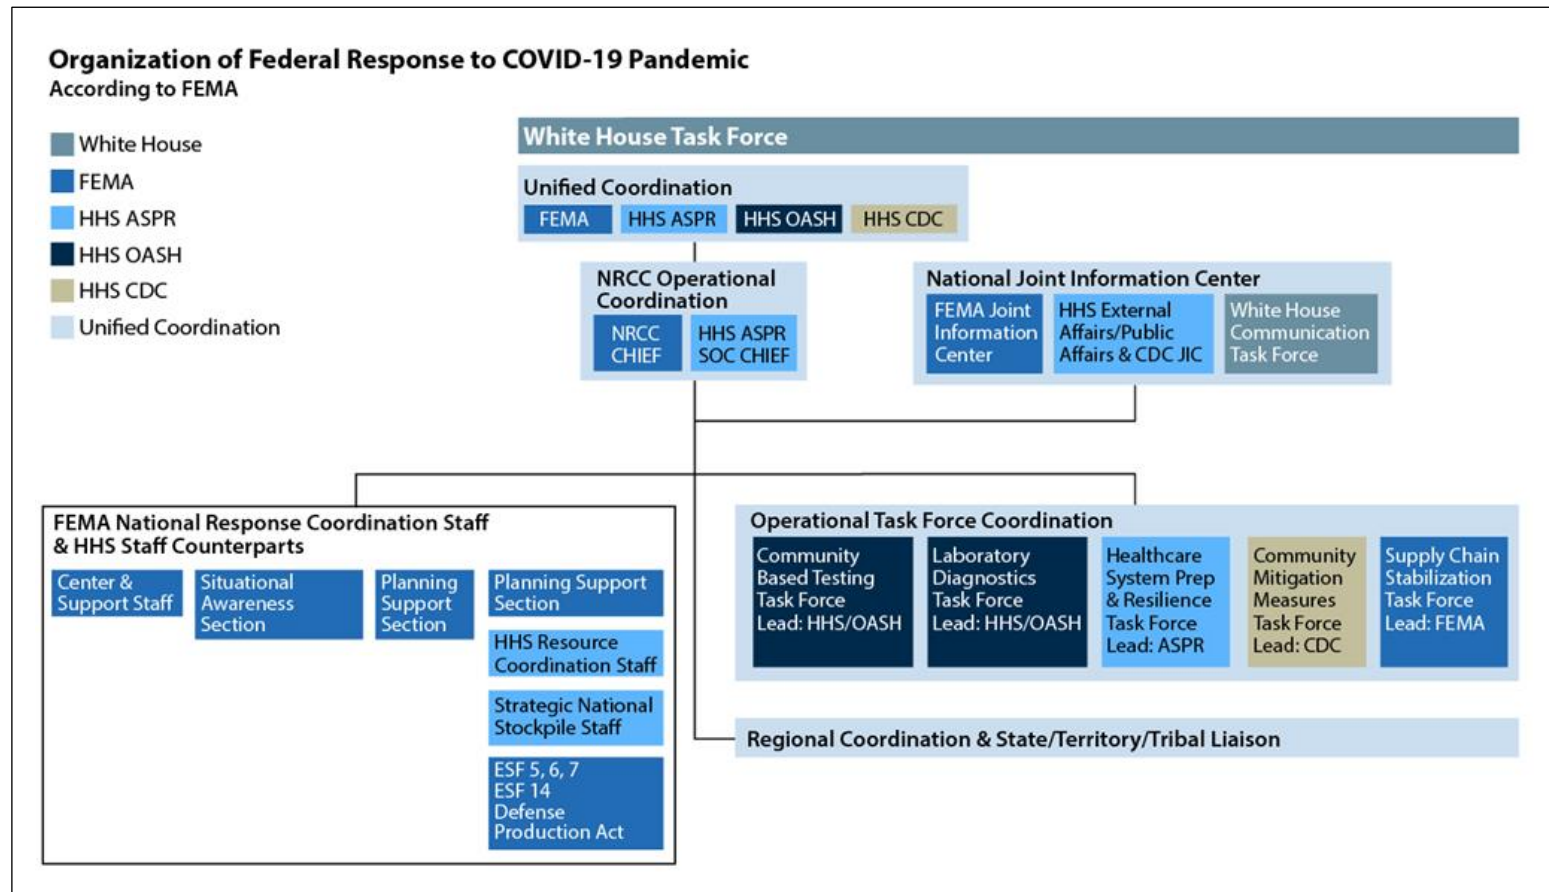 Organization of Federal Response to COVID-19 Pandemic
According to FEMA
White House
FEMA
HHS ASPR
HHS OASH
HHS CDC
Unified Coordination
White House Task Force
Unified Coordination
FEMA
HHS ASPR
HHS OASH
HHS CDC
NRCC Operational
Coordination
NRCC
CHIEF
HHS ASPR
SOC CHIEF
National Joint Information Center
FEMA Joint
Information
Center
HHS External
Affairs/Public
Affairs & CDC JIC
White House
Communication
Task Force
FEMA National Response Coordination Staff
& HHS Staff Counterparts
Center &
Support Staff
Situational
Awareness
Section
Planning
Support
Section
Planning Support
Section
HHS Resource
Coordination Staff
Strategic National
Stockpile Staff
ESF 5, 6, 7
ESF 14
Defense
Production Act
Operational Task Force Coordination
Community
Based Testing
Task Force
Lead: HHS/OASH
Laboratory
Diagnostics
Task Force
Lead: HHS/OASH
Healthcare
System Prep
& Resilience
Task Force
Lead: ASPR
Community
Mitigation
Measures
Task Force
Lead: CDC
Supply Chain
Stabilization
Task Force
Lead: FEMA
Regional Coordination & State/Territory/Tribal Liaison